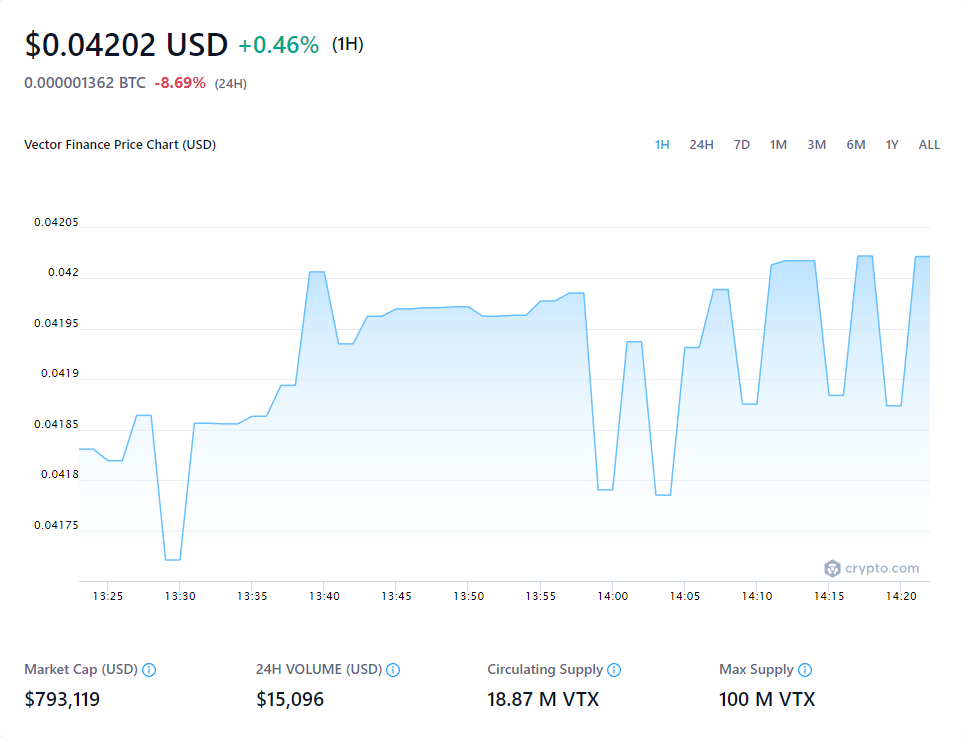 $0.04202 USD +0.46% (1H)
0.000001362 BTC -8.69% (24H)
Vector Finance Price Chart (USD) 1H 24H 7D 1M 3M 6M 1Y ALL
0.04205
0.042
0.04195
0.0419
0.04185
0.0418
0.04175
crypto.com
13:25 13:30 13:35 13:40 13:45 13:50 13:55 14:00 14:05 14:10 14:15 14:20
Market Cap (USD) 24H VOLUME (USD) Circulating Supply Max Supply
$793,119 $15,096 18.87 M VTX 100 M VTX